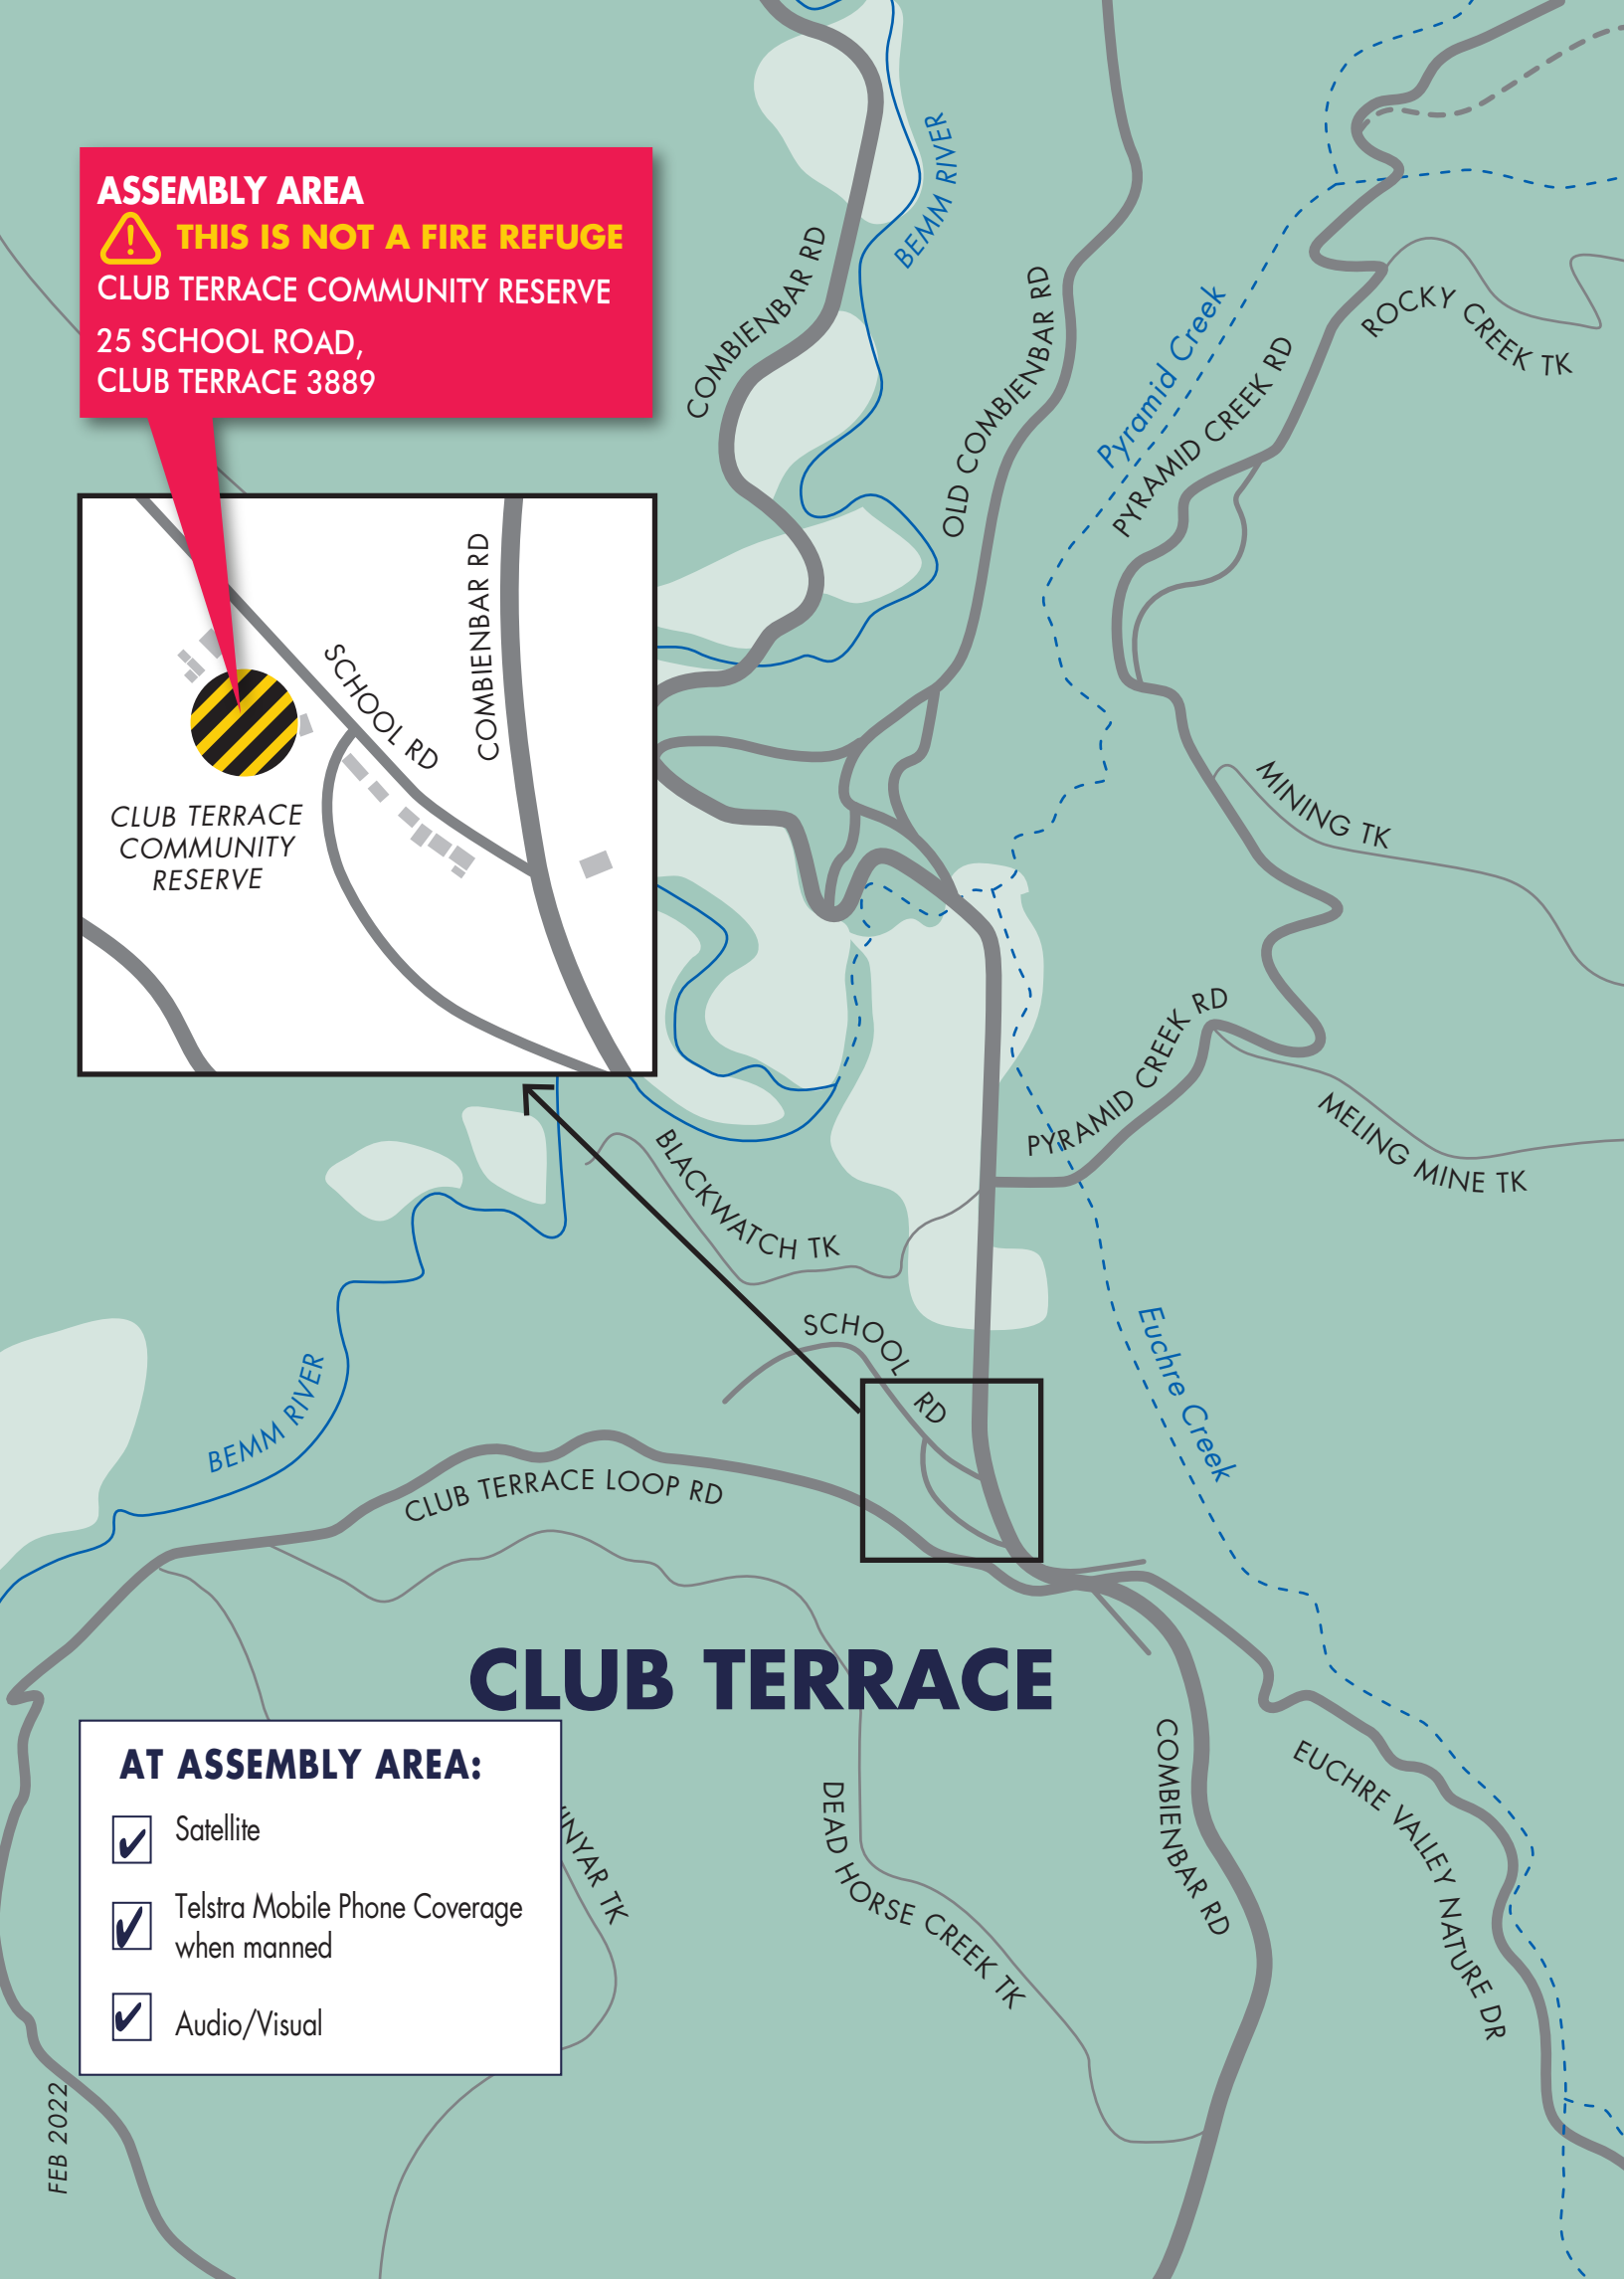 ASSEMBLY AREA
THIS IS NOT A FIRE REFUGE
CLUB TERRACE COMMUNITY RESERVE
25 SCHOOL ROAD,
CLUB TERRACE 3889
BEMM RIVER
COMBIENBAR RD
OLD COMBIENBAR RD
Pyramid Creek
PYRAMID CREEK RD
ROCKY CREEK TK
COMBIENBAR RD
SCHOOL RD
CLUB TERRACE
COMMUNITY
RESERVE
MINING TK
PYRAMID CREEK RD
MELING MINE TK
BLACKWATCH TK
SCHOOL RD
Euchre Creek
BEMM RIVER
CLUB TERRACE LOOP RD
CLUB TERRACE
COMBIENBAR RD
EUCHRE VALLEY NATURE DR
DEAD HORSE CREEK TK
TK
AT ASSEMBLY AREA:
Satellite
Telstra Mobile Phone Coverage
when manned
Audio/Visual
FEB 2022